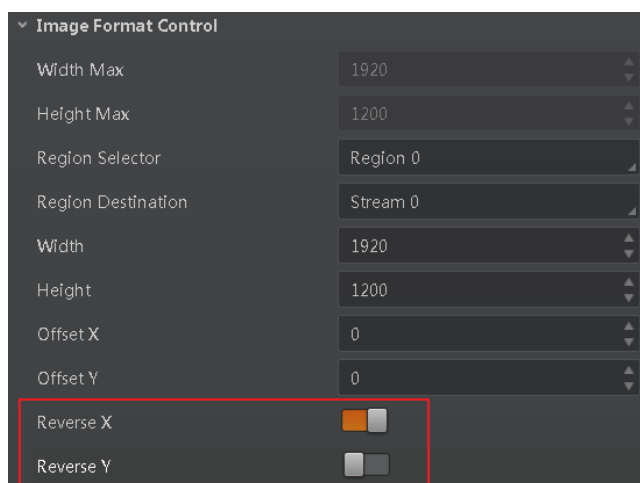 Image Format Control
Width Max 1920
Height Max 1200
Region Selector Region 0
Region Destination Stream 0
Width 1920
Height 1200
Offset X 0
Offset Y 0
Reverse X
Reverse Y